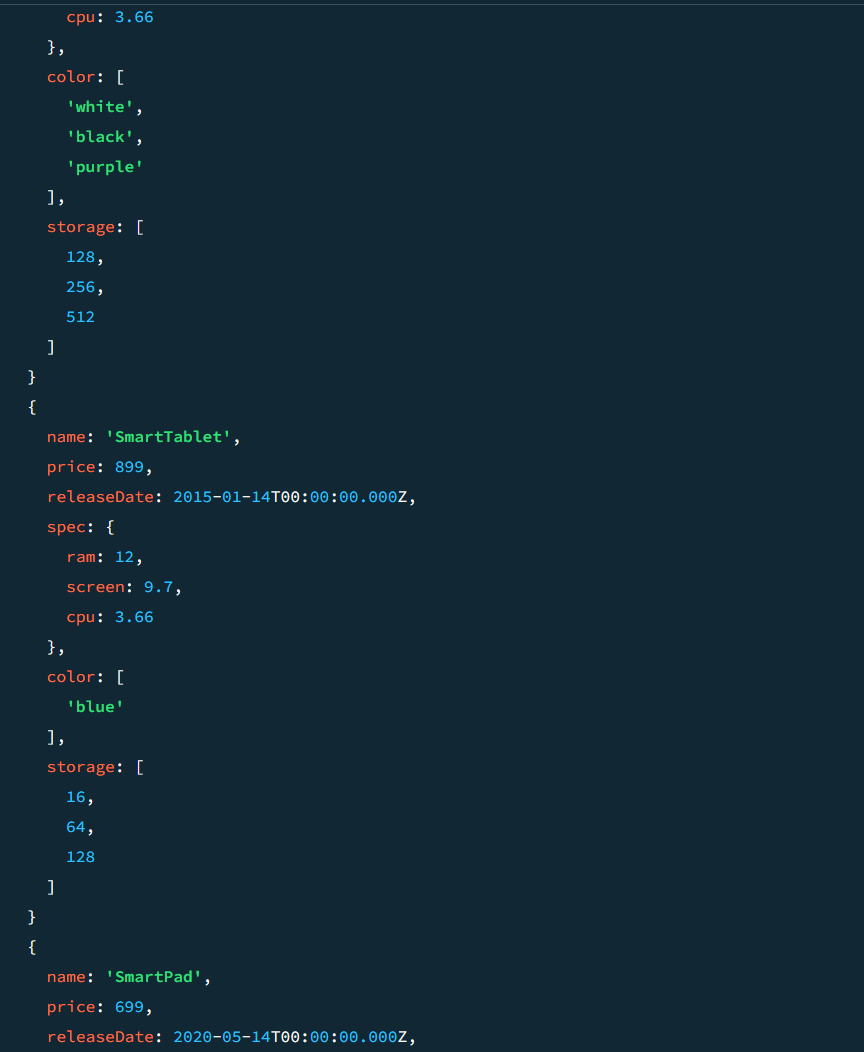 cpu: 3.66
},
color: [
'white',
'black',
'purple'
],
storage: [
128,
256,
512
]
}
{
name: 'SmartTablet',
price: 899,
releaseDate: 2015-01-14T00:00:00.000Z,
spec: {
ram: 12,
screen: 9.7,
cpu: 3.66
},
color: [
'blue'
],
storage: [
16,
64,
128
]
}
{
name: 'SmartPad',
price: 699,
releaseDate: 2020-05-14T00:00:00.000Z,